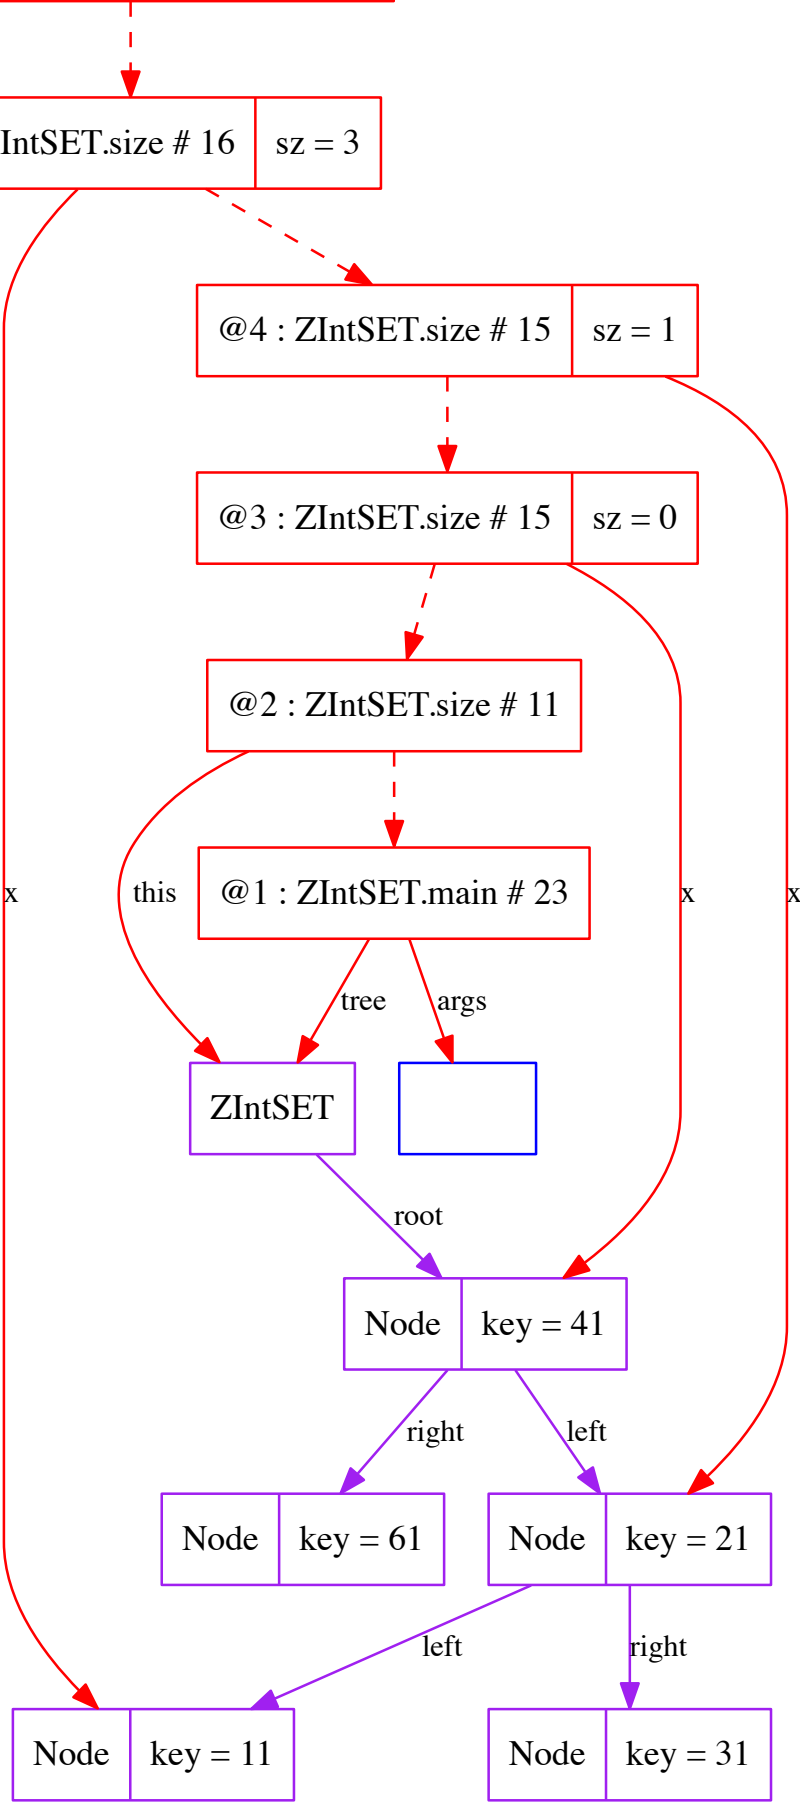 IntSET.size # 16 sz = 3
@4 : ZIntSET.size # 15 sz = 1
@3 : ZIntSET.size # 15 sz = 0
@2 : ZIntSET.size # 11
x this @1 : ZIntSET.main # 23 x x
tree args
ZIntSET
root
Node key = 41
right left
Node key = 61 Node key = 21
left right
Node key = 11 Node key = 31